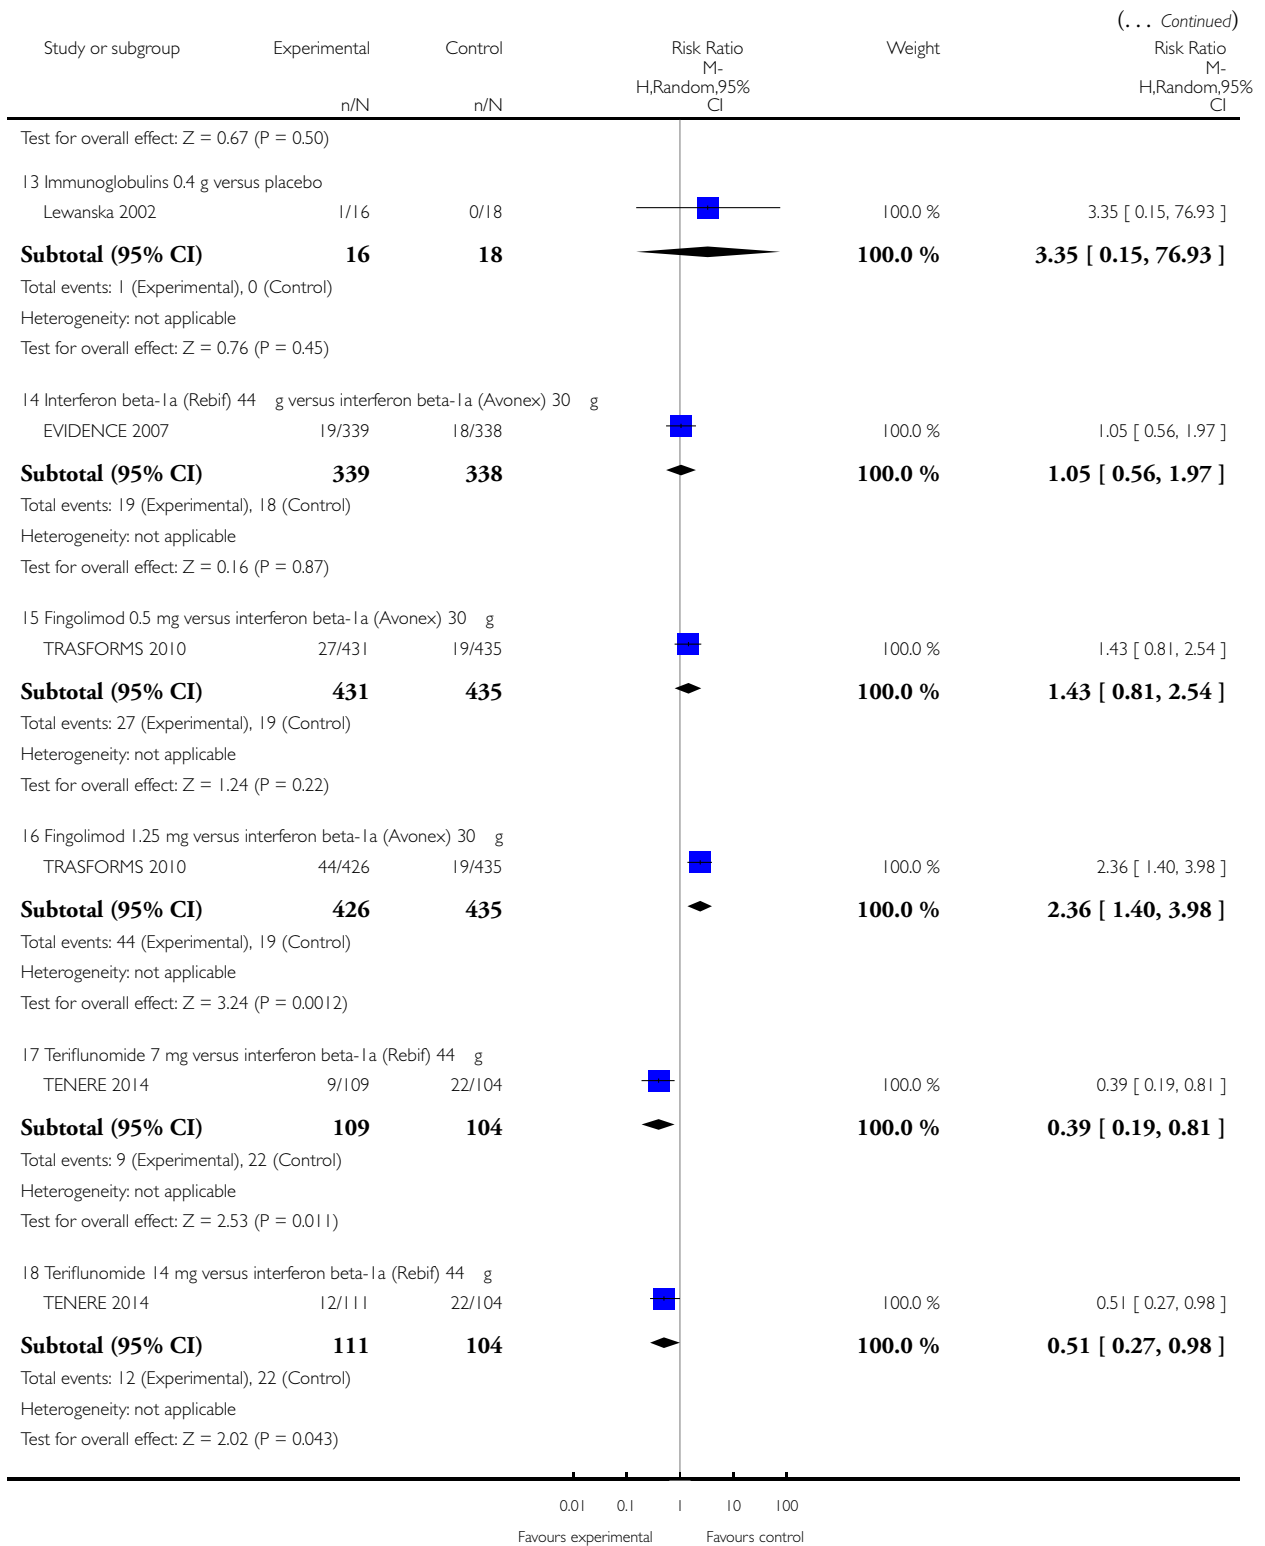 (... Continued)
Study or subgroup Experimental Control Risk Ratio Weight Risk Ratio
M- M-
H,Random,95% H,Random,95%
n/N n/N CI CI
Test for overall effect: Z = 0.67 (P = 0.50)
13 Immunoglobulins 0.4 g versus placebo
Lewanska 2002 1/16 0/18 100.0 % 3.35 [ 0.15, 76.93 ]
Subtotal (95% CI) 16 18 100.0 % 3.35 [ 0.15, 76.93 ]
Total events: 1 (Experimental), 0 (Control)
Heterogeneity: not applicable
Test for overall effect: Z = 0.76 (P = 0.45)
14 Interferon beta-1a (Rebif) 44 g versus interferon beta-1a (Avonex) 30 g
EVIDENCE 2007 19/339 18/338 100.0 % 1.05 [ 0.56, 1.97 ]
Subtotal (95% CI) 339 338 100.0 % 1.05 [ 0.56, 1.97 ]
Total events: 19 (Experimental), 18 (Control)
Heterogeneity: not applicable
Test for overall effect: Z = 0.16 (P = 0.87)
15 Fingolimod 0.5 mg versus interferon beta-1a (Avonex) 30 g
TRASFORMS 2010 27/431 19/435 100.0 % 1.43 [ 0.81, 2.54 ]
Subtotal (95% CI) 431 435 100.0 % 1.43 [ 0.81, 2.54 ]
Total events: 27 (Experimental), 19 (Control)
Heterogeneity: not applicable
Test for overall effect: Z = 1.24 (P = 0.22)
16 Fingolimod 1.25 mg versus interferon beta-1a (Avonex) 30 g
TRASFORMS 2010 44/426 19/435 100.0 % 2.36 [ 1.40, 3.98 ]
Subtotal (95% CI) 426 435 100.0 % 2.36 [ 1.40, 3.98 ]
Total events: 44 (Experimental), 19 (Control)
Heterogeneity: not applicable
Test for overall effect: Z = 3.24 (P = 0.0012)
17 Teriflunomide 7 mg versus interferon beta-1a (Rebif) 44 g
TENERE 2014 9/109 22/104 100.0 % 0.39 [ 0.19, 0.81 ]
Subtotal (95% CI) 109 104 100.0 % 0.39 [ 0.19, 0.81 ]
Total events: 9 (Experimental), 22 (Control)
Heterogeneity: not applicable
Test for overall effect: Z = 2.53 (P = 0.011)
18 Teriflunomide 14 mg versus interferon beta-1a (Rebif) 44 g
TENERE 2014 12/111 22/104 100.0 % 0.51 [ 0.27, 0.98 ]
Subtotal (95% CI) 111 104 100.0 % 0.51 [ 0.27, 0.98 ]
Total events: 12 (Experimental), 22 (Control)
Heterogeneity: not applicable
Test for overall effect: Z = 2.02 (P = 0.043)
0.01 0.1 1 10 100
Favours experimental Favours control